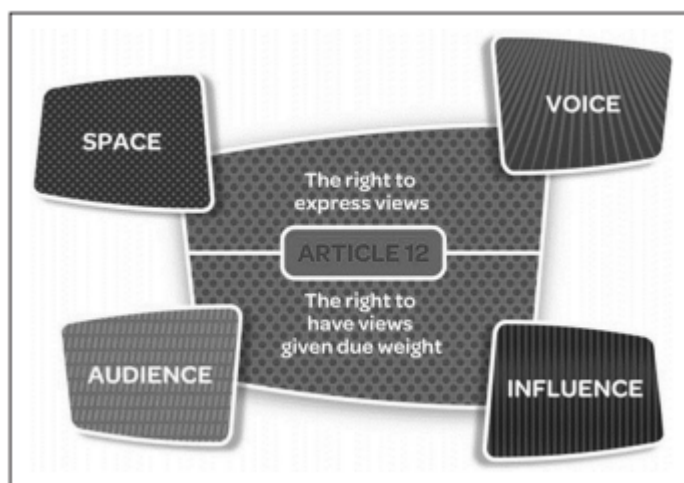 SPACE
VOICE
The right to
express views
ARTICLE 12
The right to
have views
given due weight
AUDIENCE
INFLUENCE